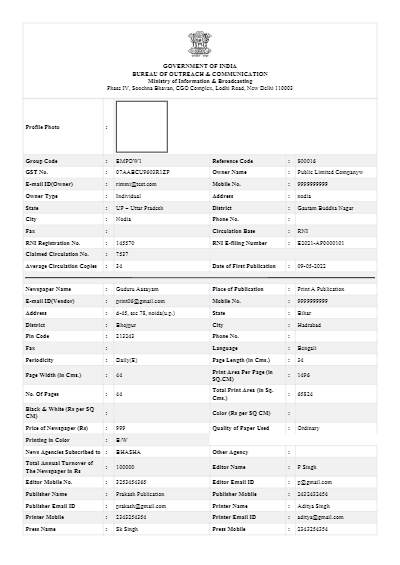 GOVERNMENT OF INDIA
BUREAU OF OUTREACH & COMMUNICATION
Ministry of Information & Broadcasting
Phase IV, Soochna Bhavan, CGO Complex, Lodhi Road, New Delhi 110003
Profile Photo :
Group Code : EMPOW1 Reference Code : 800016
GST No. : Owner Name : Public Limited Companyw
E-mail ID(Owner) : rimmi@test.com Mobile No. : 9999999999
Owner Type : Individual Address : noida
State : UP – Uttar Pradesh District : Gautam Buddha Nagar
City : Nodia Phone No. :
Fax : Circulation Base : RNI
RNI Registration No. : 146570 RNI E-filing Number : E2021-AP0000101
Claimed Circulation No. : 7537
Average Circulation Copies : 34 Date of First Publication : 09-05-2022
Newspaper Name : Guduru Aasayam Place of Publication : Print A Publication
E-mail ID(Vendor) : print06@gmail.com Mobile No. : 9999999999
Address : 6-45, sec 78, noida(u.p.) State : Bihar
District : Bhojpur City : Hadrabad
Pin Code : 213243 Phone No. :
Fax : Language : Bengali
Periodicity : Daily(E) Page Length (in Cms.) : 34
Page Width (in Cms.) : 44 Print Area Per Page (in SQ.CM) : 1496
No. Of Pages : 44 Total Print Area (in Sq. Cms.) : 65824
Black & White (Rs per SQ CM) : Color (Rs per SQ CM) :
Price of Newspaper (Rs) : 999 Quality of Paper Used : Ordinary
Printing in Color : B/W
News Agencies Subscribed to : BHASHA Other Agency :
Total Annual Turnover of The Newspaper in Rs : 100000 Editor Name : P Singh
Editor Mobile No. : Editor Email ID : p@gmail.com
Publisher Name : Prakash Publication Publisher Mobile :
Publisher Email ID : prakash@gmail.com Printer Name : Aditya Singh
Printer Mobile : 2343254354 Printer Email ID : aditya@gmail.com
Press Name : Sk Singh Press Mobile : 2343254354